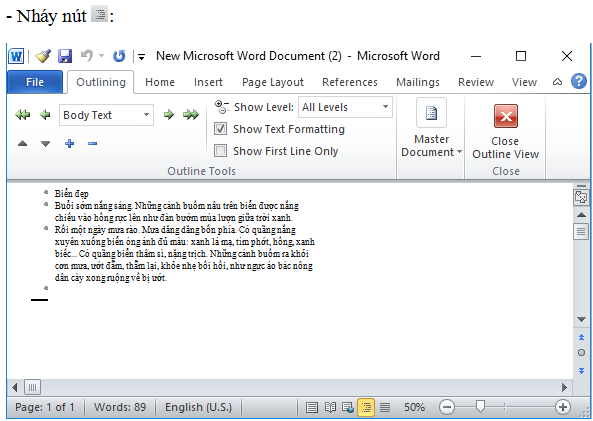 - Nháy nút :
New Microsoft Word Document (2) - Microsoft Word
File Outlining Home Insert Page Layout References Mailings Review View
Body Text
Show Level: All Levels
Show Text Formatting
Show First Line Only
Master Document
Close Outline View
Outline Tools Close
Biển đẹp
Buổi sớm nắng sáng. Những cánh buồm nâu trên biển được nắng
chiếu vào hồng rực lên như đàn bướm múa lượn giữa trời xanh.
Rồi một ngày mưa rào. Mưa dăng dăng bốn phía. Có quãng nắng
xuyên xuống biển óng ánh đủ màu: xanh lá mạ, tím phớt, hồng, xanh
biếc... Có quãng biển thâm sì, nặng trịch. Những cánh buồm ra khỏi
cơn mưa, ướt đẫm, thẫm lại, khỏe nhẹ bồi hồi, như ngực áo bác nông
dân cày xong ruộng về bị ướt.
Page: 1 of 1 Words: 89 English (U.S.) 50%